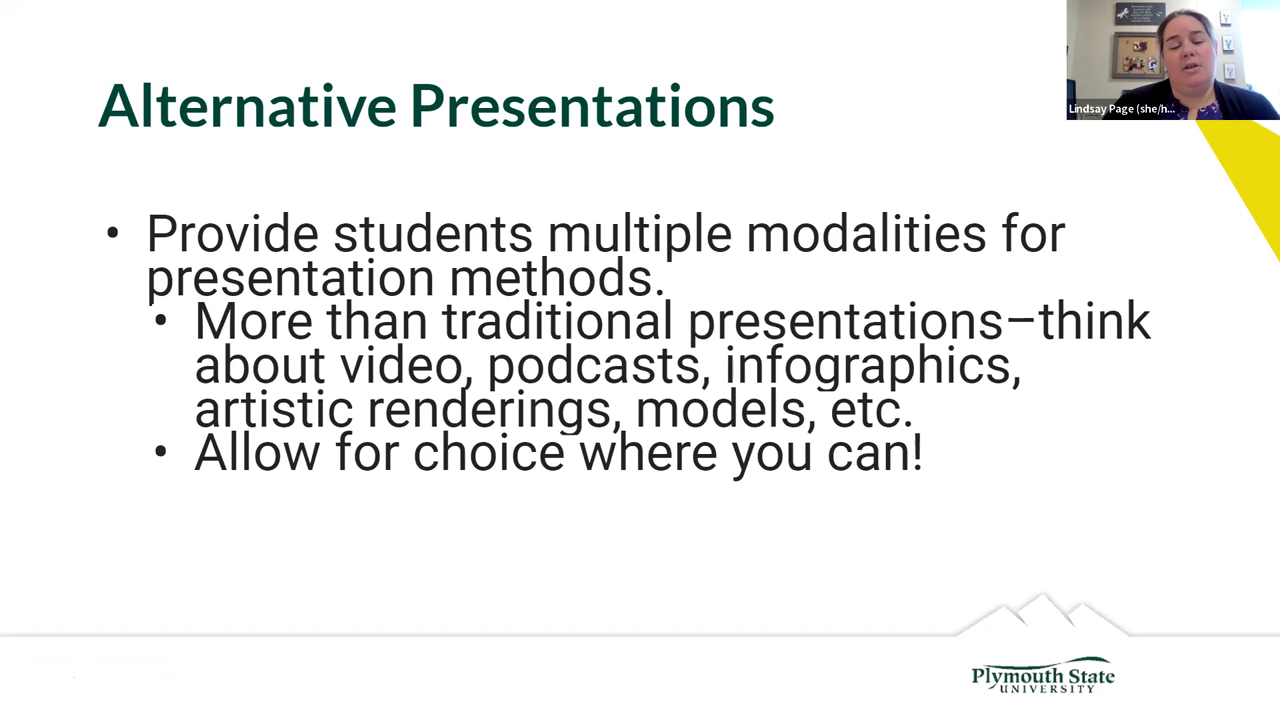 Alternative Presentations
Lindsay Page (she/h...
• Provide students multiple modalities for
presentation methods.
• More than traditional presentations–think
about video, podcasts, infographics,
artistic renderings, models, etc.
• Allow for choice where you can!
Plymouth State
UNIVERSITY